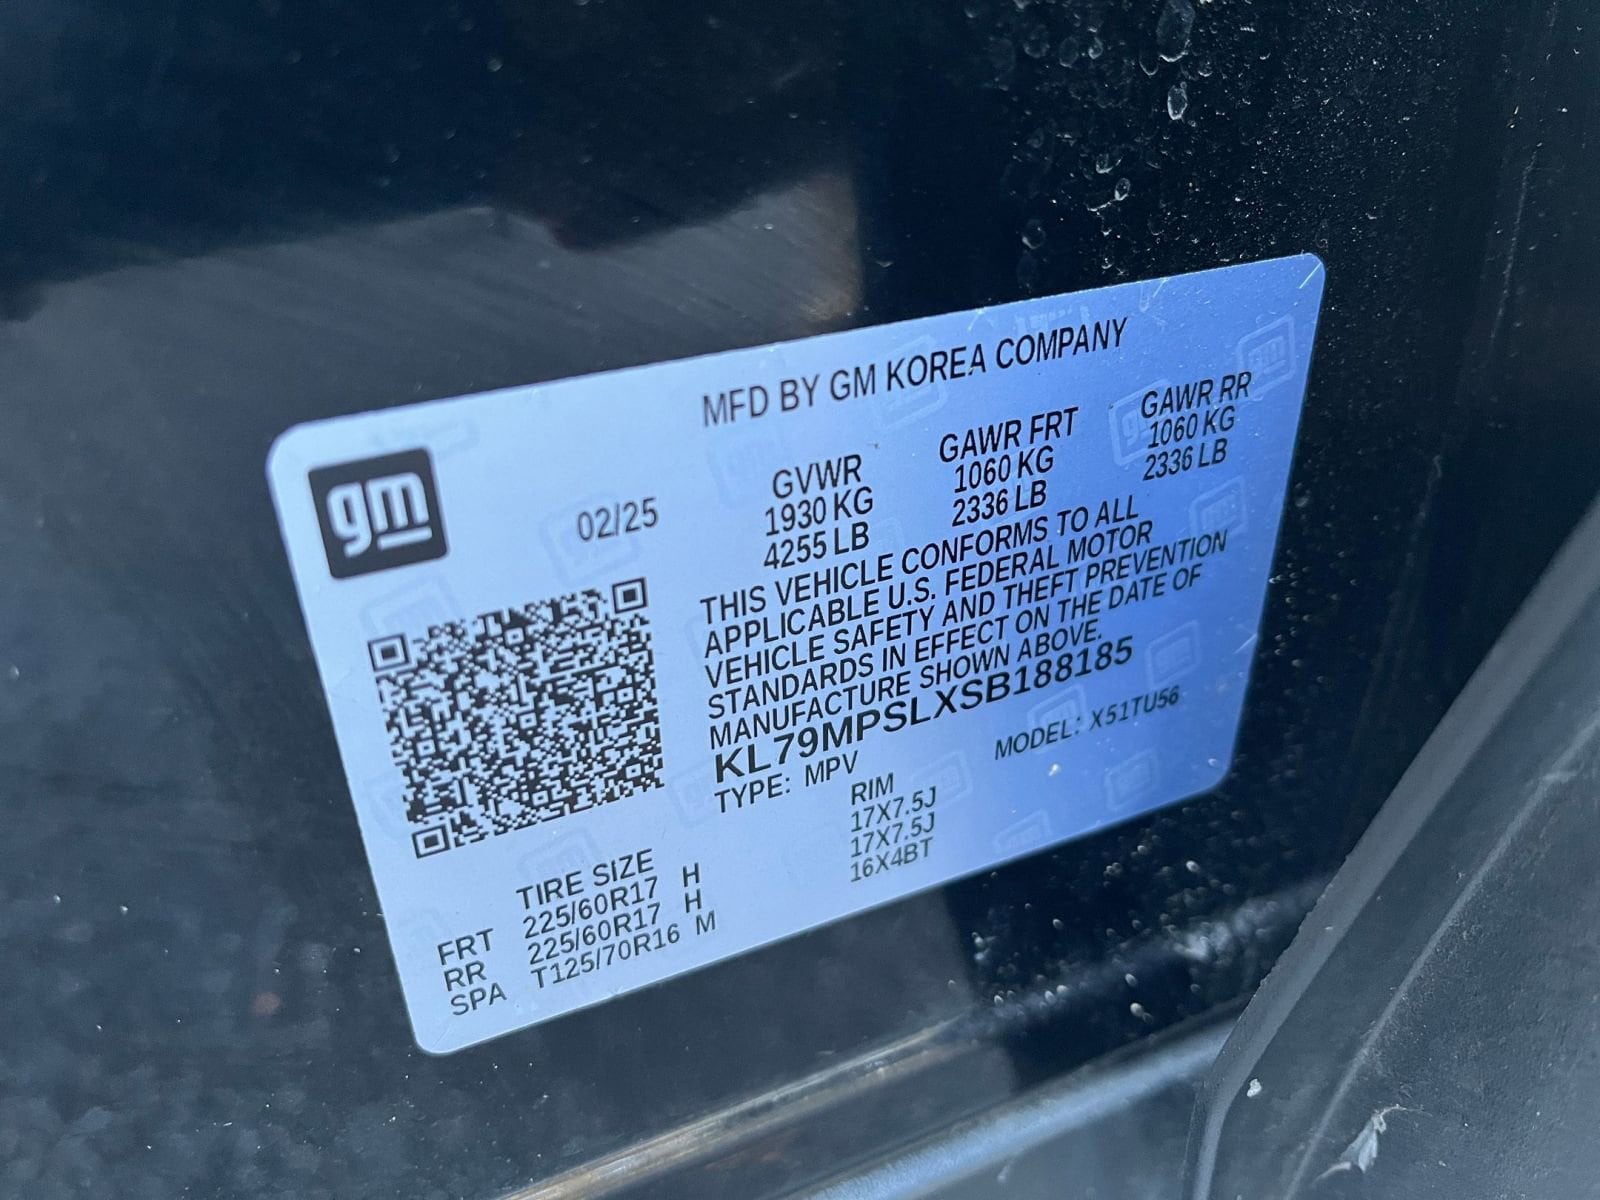 MFD BY GM KOREA COMPANY
gm
02/25
GVWR
1930 KG
4255 LB
GAWR FRT
1060 KG
2336 LB
GAWR RR
1060 KG
2336 LB
THIS VEHICLE CONFORMS TO ALL
APPLICABLE U.S. FEDERAL MOTOR
VEHICLE SAFETY AND THEFT PREVENTION
STANDARDS IN EFFECT ON THE DATE OF
MANUFACTURE SHOWN ABOVE.
KL79MPSLXSB188185
TYPE: MPV
MODEL: X51TU56
TIRE SIZE RIM
FRT 225/60R17 H 17X7.5J
RR 225/60R17 H 17X7.5J
SPA T125/70R16 M 16X4BT